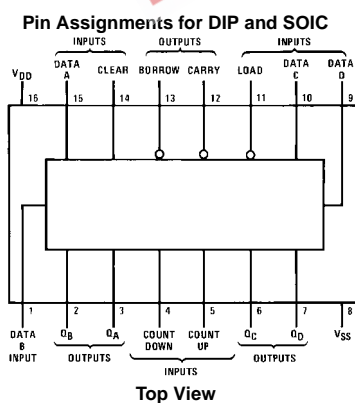 Pin Assignments for DIP and SOIC
INPUTS OUTPUTS INPUTS
VDD DATA A CLEAR BORROW CARRY LOAD DATA C DATA D
16 15 14 13 12 11 10 9
1 2 3 4 5 6 7 8
DATA B INPUT QB QA COUNT DOWN COUNT UP QC QD VSS
OUTPUTS INPUTS OUTPUTS
Top View